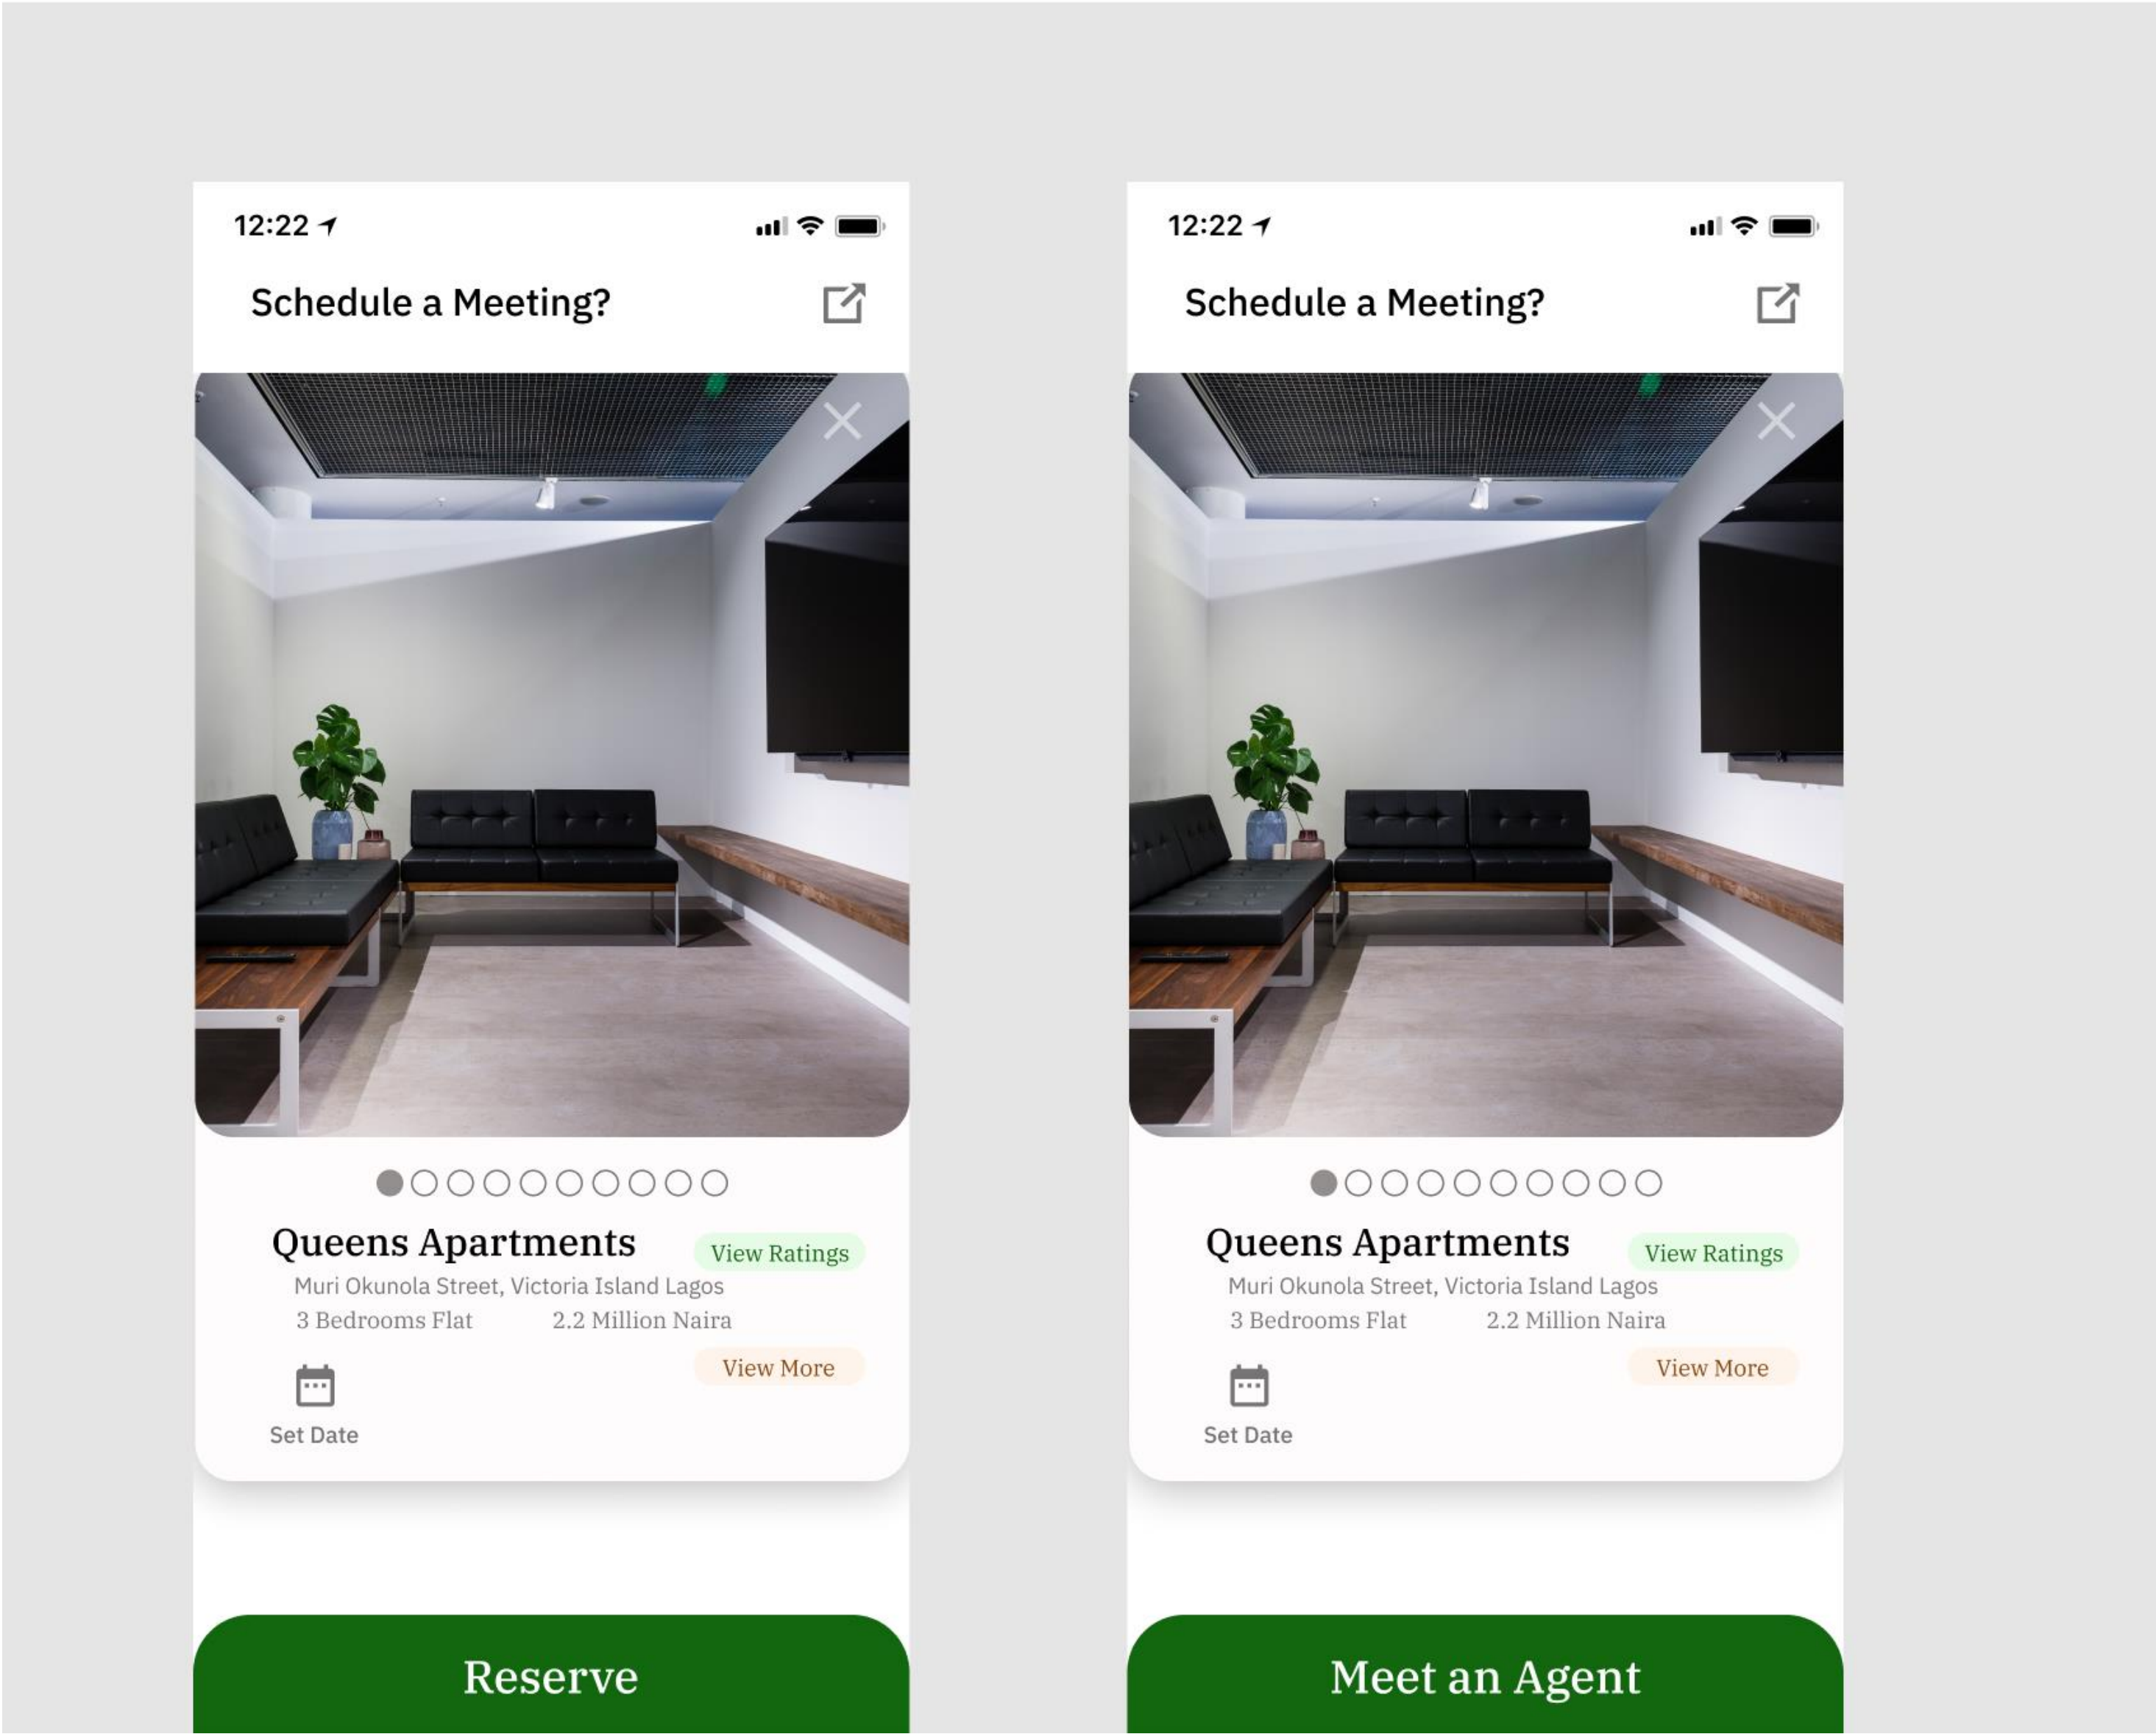 12:22
Schedule a Meeting?
Queens Apartments
View Ratings
Muri Okunola Street, Victoria Island Lagos
3 Bedrooms Flat 2.2 Million Naira
View More
Set Date
Reserve
12:22
Schedule a Meeting?
Queens Apartments
View Ratings
Muri Okunola Street, Victoria Island Lagos
3 Bedrooms Flat 2.2 Million Naira
View More
Set Date
Meet an Agent